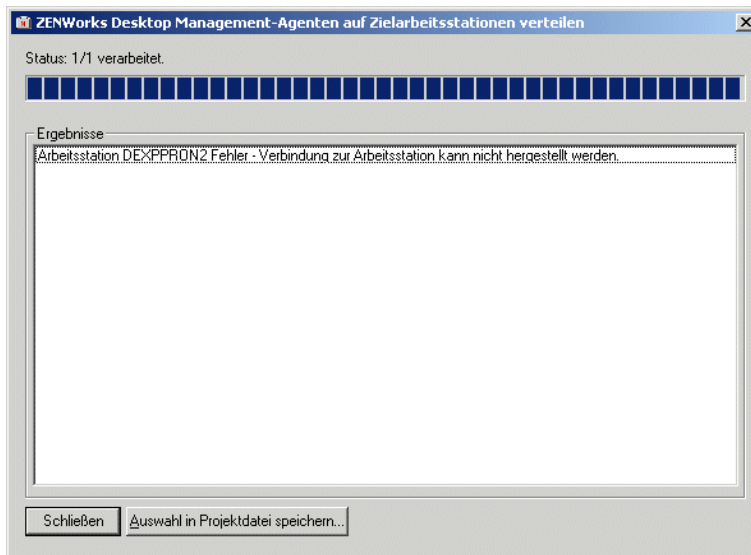 ZENWorks Desktop Management-Agenten auf Zielarbeitsstationen verteilen
Status: 1/1 verarbeitet.
Ergebnisse
Arbeitsstation DEXPPRON2 Fehler - Verbindung zur Arbeitsstation kann nicht hergestellt werden.
Schließen
Auswahl in Projektdatei speichern...